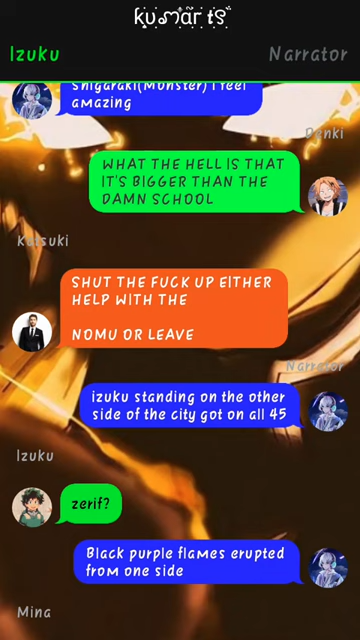 kumar ts
Izuku
Narrator
Shigaraki(Monster) I feel
amazing
Denki
WHAT THE HELL IS THAT
IT'S BIGGER THAN THE
DAMN SCHOOL
Katsuki
SHUT THE FUCK UP EITHER
HELP WITH THE
NOMU OR LEAVE
Narrator
izuku standing on the other
side of the city got on all 45
Izuku
zerif?
Black purple flames erupted
from one side
Mina